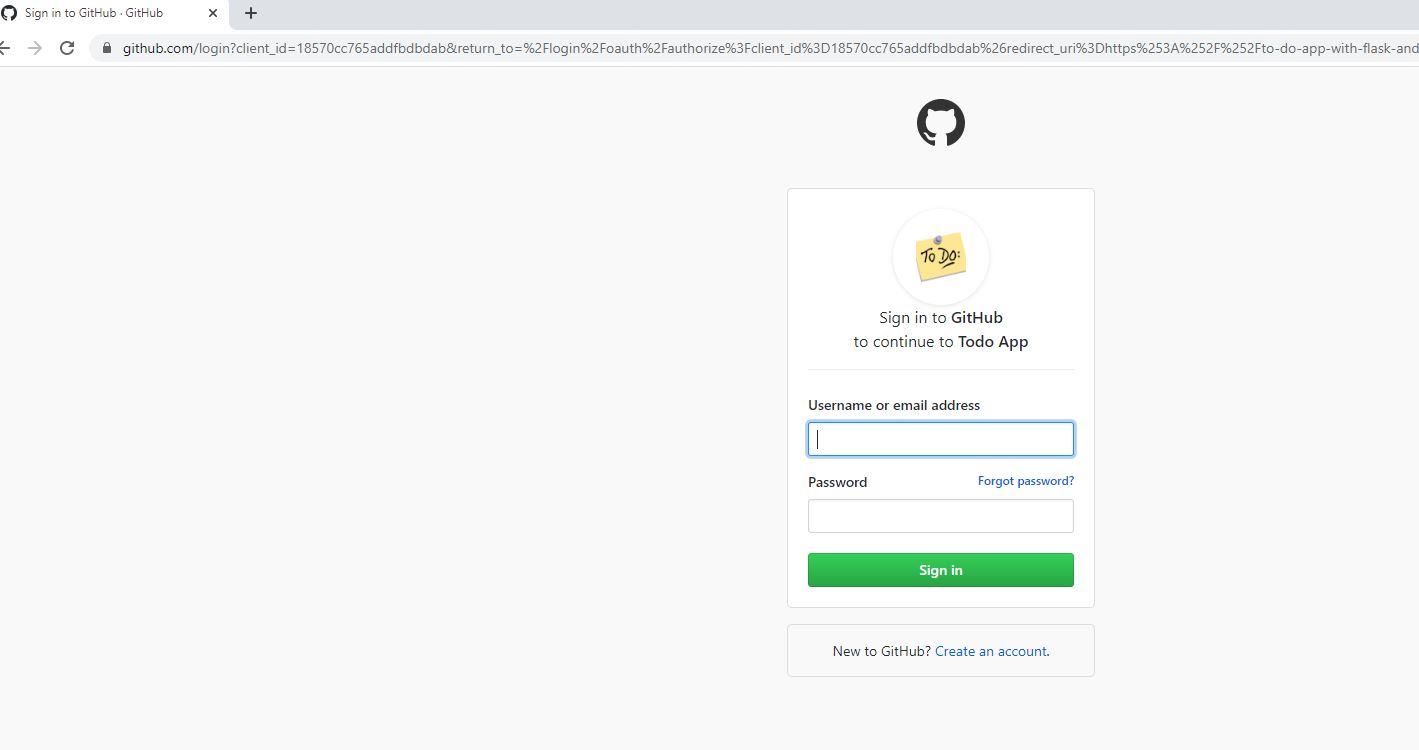 Sign in to GitHub · GitHub
github.com/login?client_id=18570cc765addfbdbdab&return_to=%2Flogin%2Foauth%2Fauthorize%3Fclient_id%3D18570cc765addfbdbdab%26redirect_uri%3Dhttps%253A%252F%252Fto-do-app-with-flask-and
To Do:
Sign in to GitHub
to continue to Todo App
Username or email address
Password Forgot password?
Sign in
New to GitHub? Create an account.